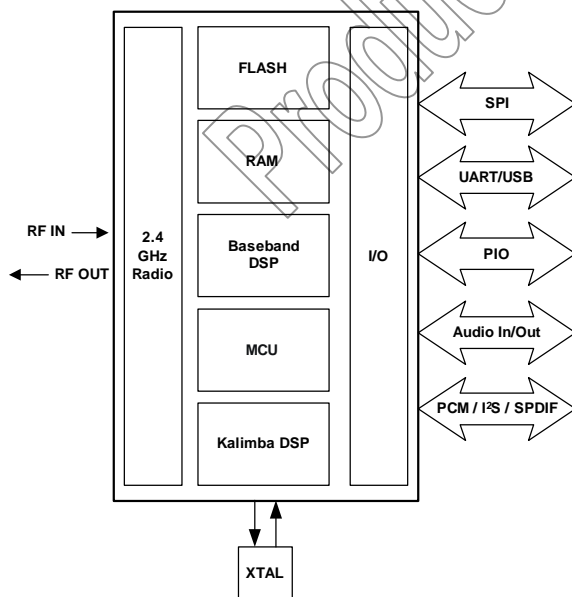 FLASH
SPI
RAM
UART/USB
RF IN
RF OUT
2.4
GHz
Radio
Baseband
DSP
I/O
PIO
MCU
Audio In/Out
Kalimba DSP
PCM / I²S / SPDIF
XTAL